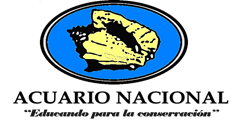 ACUARIO NACIONAL
“Educando para la conservación”